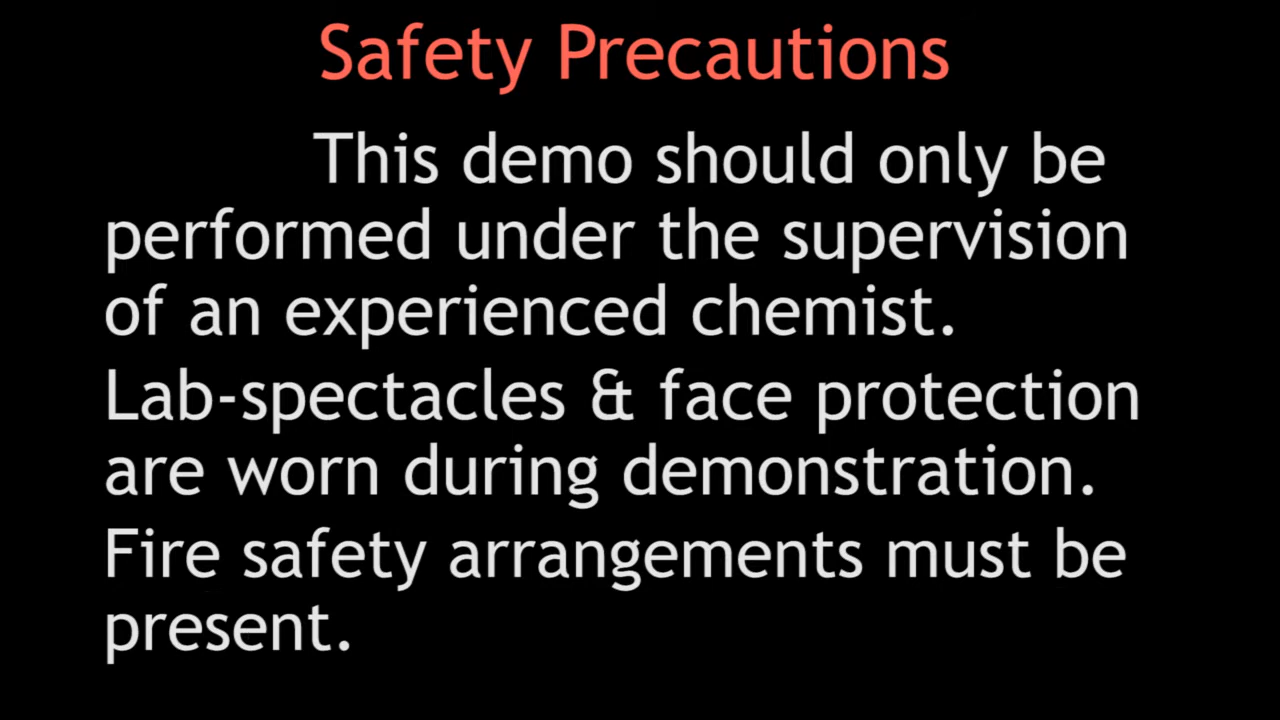 Safety Precautions
This demo should only be
performed under the supervision
of an experienced chemist.
Lab-spectacles & face protection
are worn during demonstration.
Fire safety arrangements must be
present.